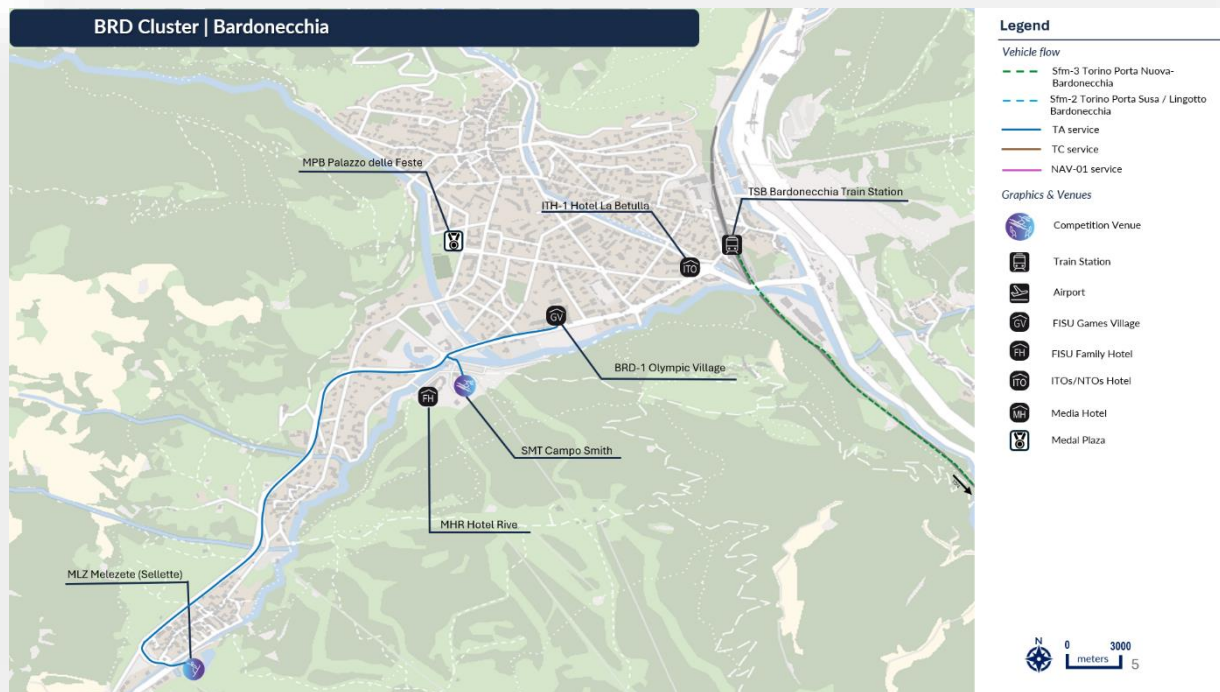 BRD Cluster | Bardonecchia
MPB Palazzo delle Feste
ITH-1 Hotel La Betulla
TSB Bardonecchia Train Station
ITO
GV
BRD-1 Olympic Village
FH
SMT Campo Smith
MHR Hotel Rive
MLZ Melezete (Sellette)
Legend
Vehicle flow
Sfm-3 Torino Porta Nuova-
Bardonecchia
Sfm-2 Torino Porta Susa / Lingotto
Bardonecchia
TA service
TC service
NAV-01 service
Graphics & Venues
Competition Venue
Train Station
Airport
GV
FISU Games Village
FH
FISU Family Hotel
ITO
ITOs/NTOs Hotel
MH
Media Hotel
Medal Plaza
N
0 3000
meters
5